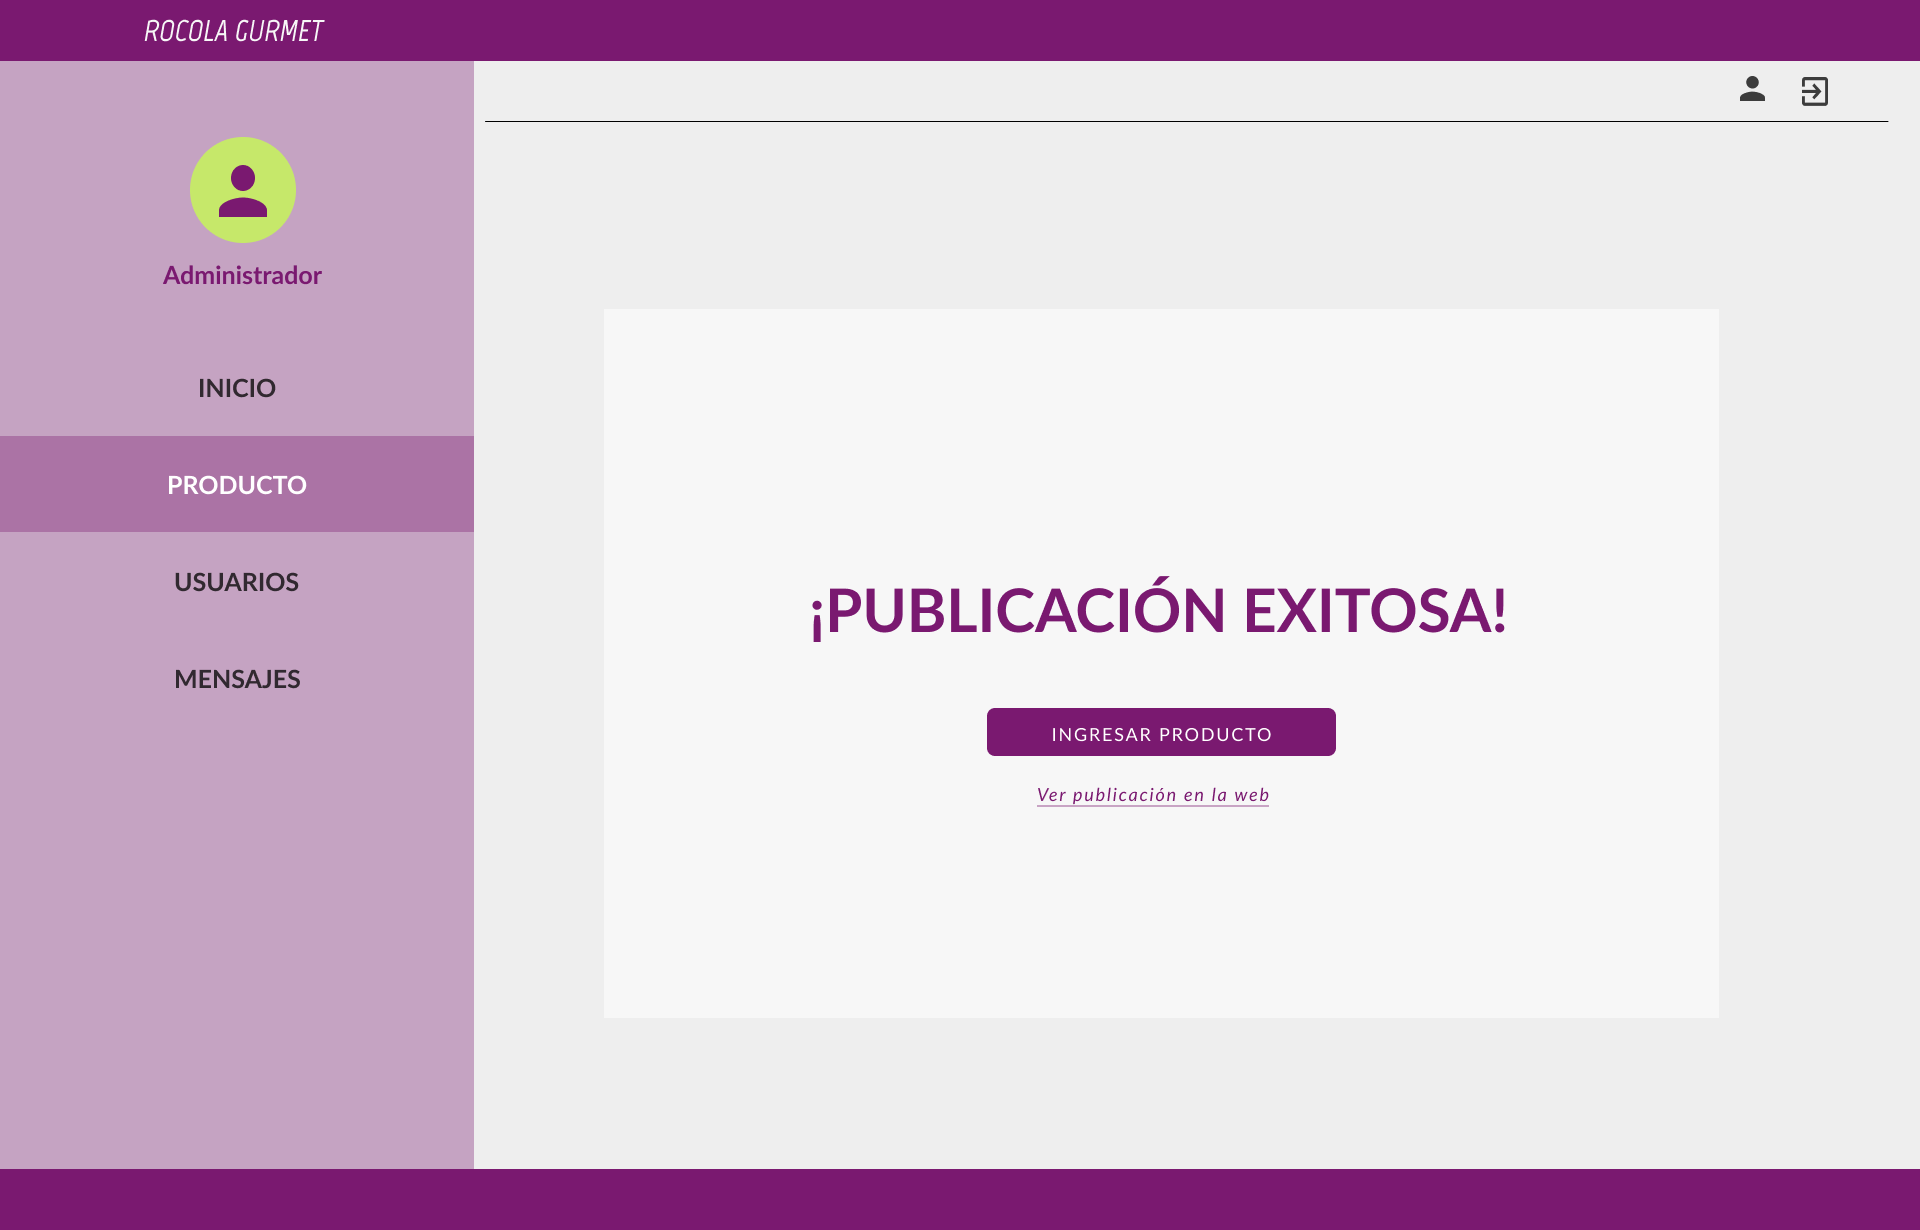 ROCOLA GURMET
Administrador
INICIO
PRODUCTO
USUARIOS
MENSAJES
¡PUBLICACIÓN EXITOSA!
INGRESAR PRODUCTO
Ver publicación en la web